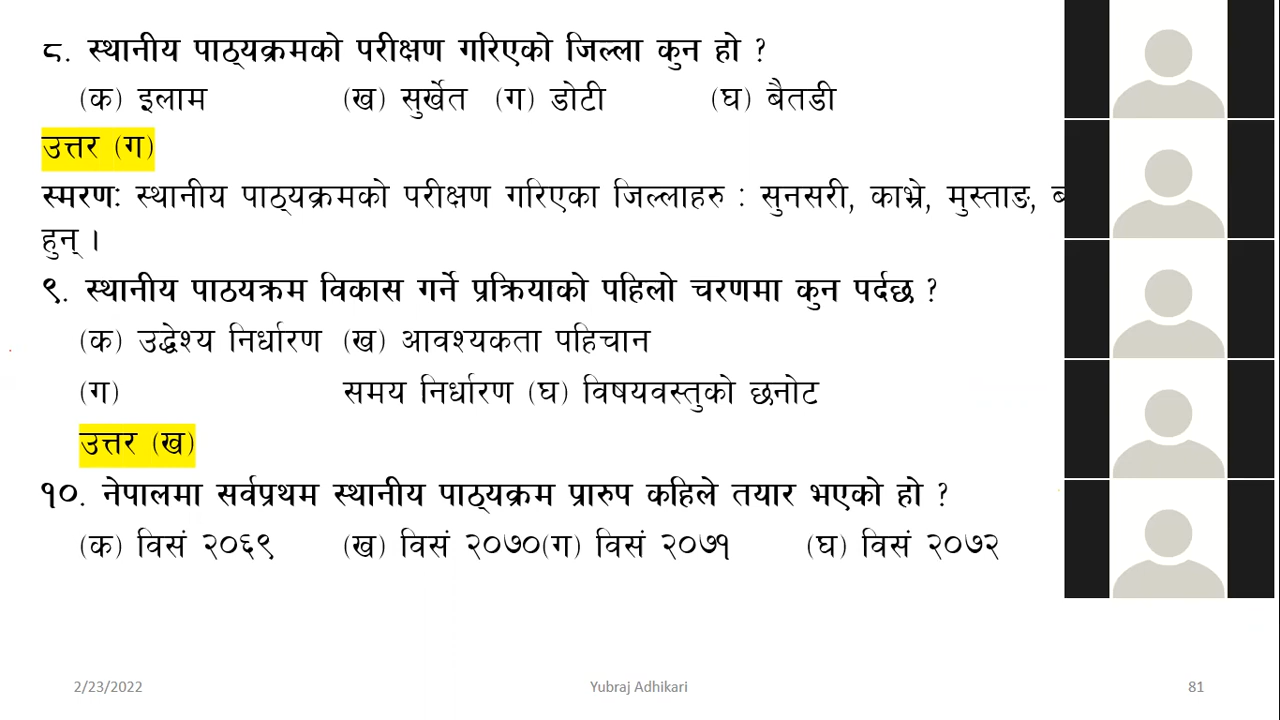 ८. स्थानीय पाठ्यक्रमको परीक्षण गरिएको जिल्ला कुन हो ?
(क) इलाम (ख) सुर्खेत (ग) डोटी (घ) बैतडी
उत्तर (ग)
स्मरणः स्थानीय पाठ्यक्रमको परीक्षण गरिएका जिल्लाहरु : सुनसरी, काभ्रे, मुस्ताङ,
हुन् ।
९. स्थानीय पाठयक्रम विकास गर्ने प्रक्रियाको पहिलो चरणमा कुन पर्दछ ?
(क) उद्धेश्य निर्धारण (ख) आवश्यकता पहिचान
(ग) समय निर्धारण (घ) विषयवस्तुको छनोट
उत्तर (ख)
१०. नेपालमा सर्वप्रथम स्थानीय पाठ्यक्रम प्रारुप कहिले तयार भएको हो ?
(क) विसं २०६९ (ख) विसं २०७०(ग) विसं २०७१ (घ) विसं २०७२
2/23/2022 Yubraj Adhikari 81